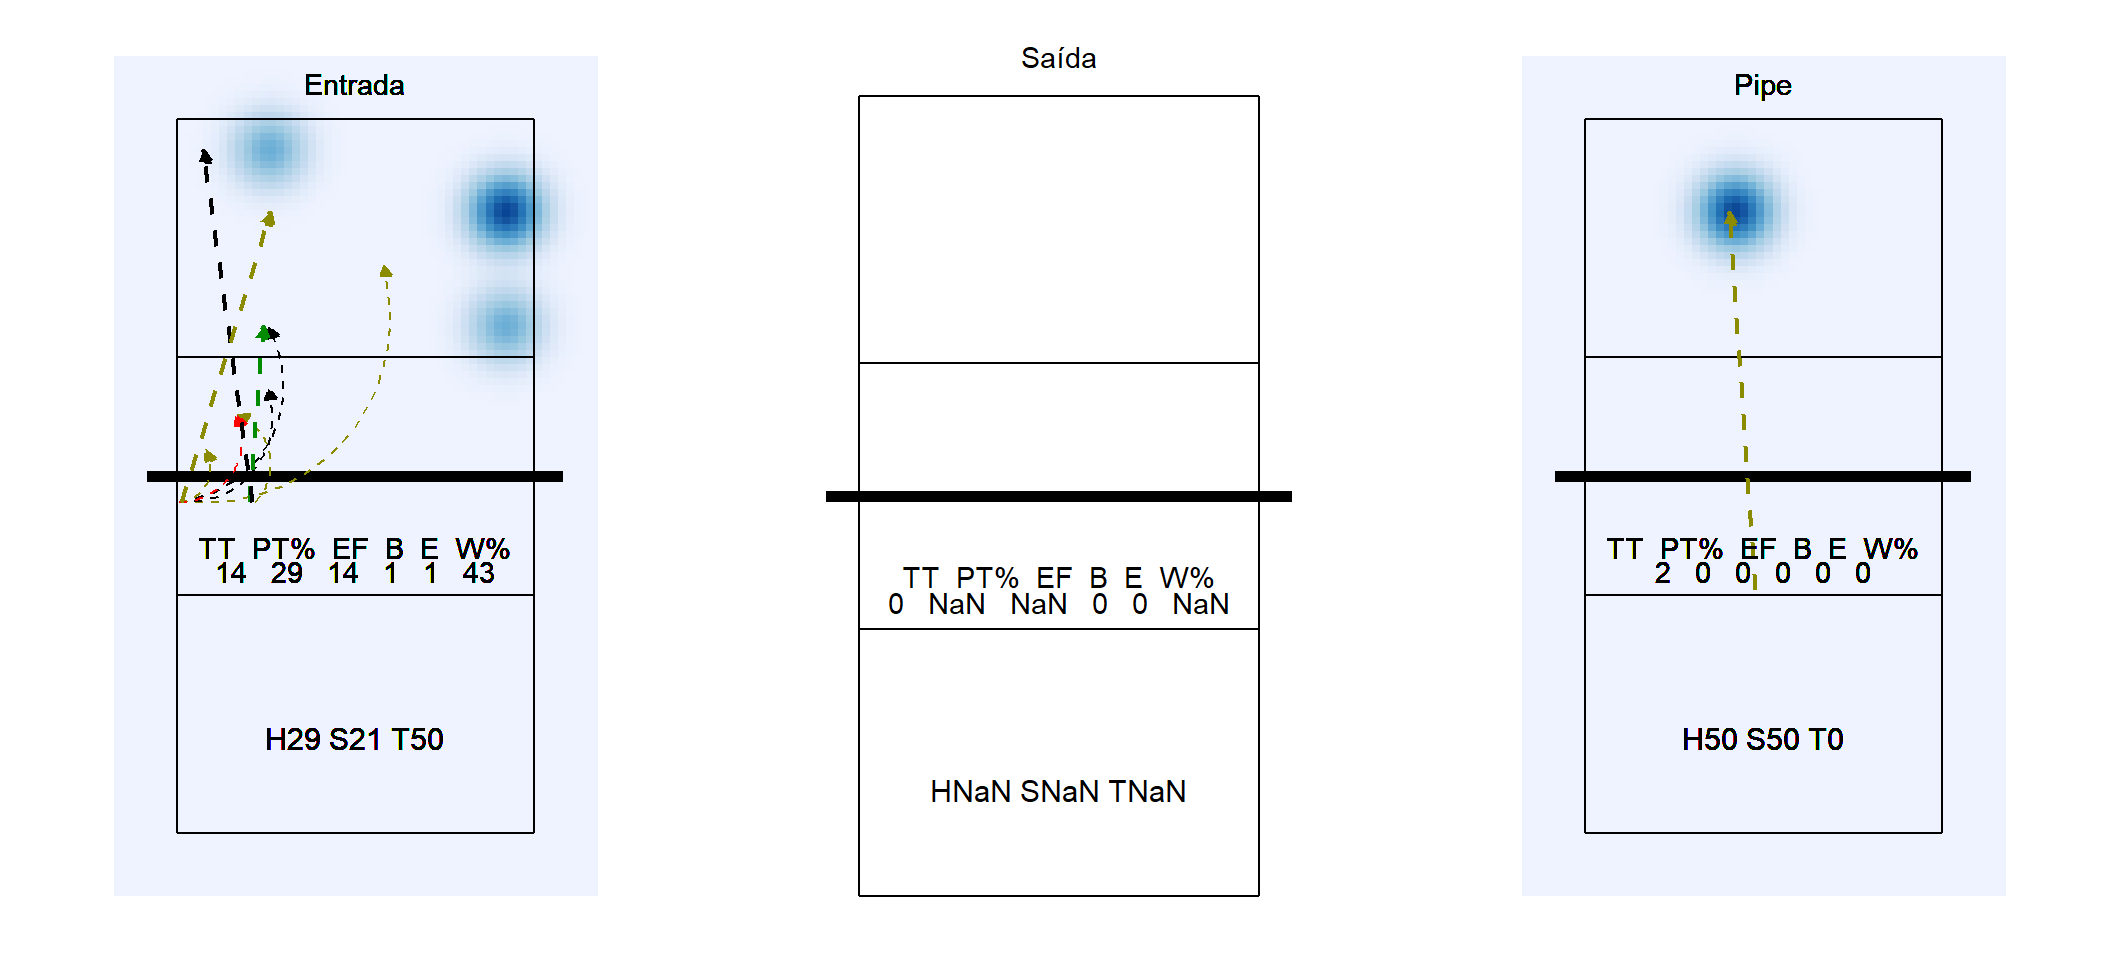 Entrada
TT PT% EF B E W%
14 29 14 1 1 43
H29 S21 T50
Saída
TT PT% EF B E W%
0 NaN NaN 0 0 NaN
HNaN SNaN TNaN
Pipe
TT PT% EF B E W%
2 0 0 0 0 0
H50 S50 T0